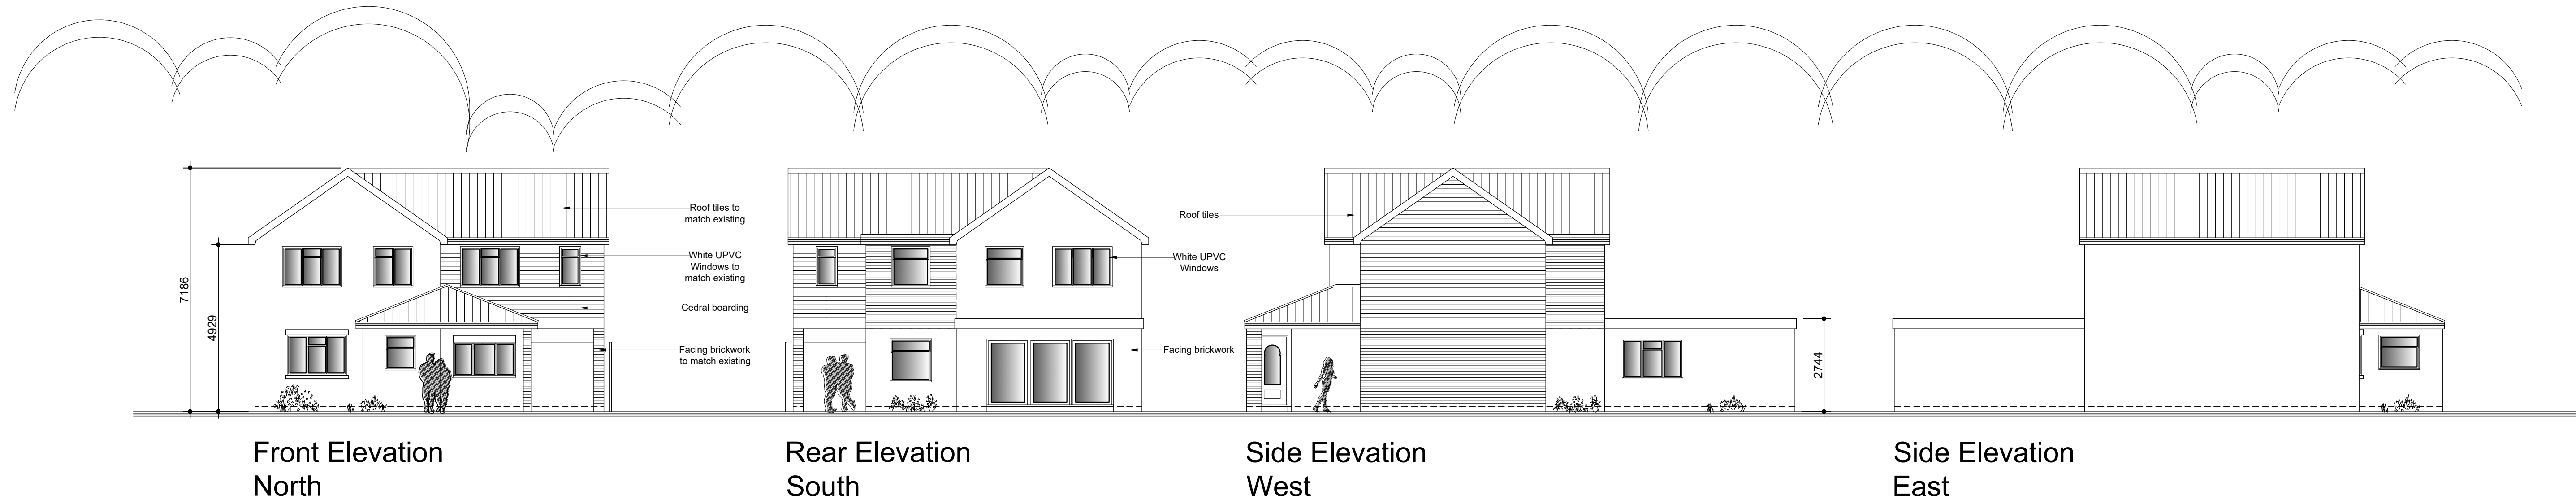 7186
4929
Roof tiles to
match existing
White UPVC
Windows to
match existing
Cedral boarding
Facing brickwork
to match existing
Front Elevation
North
Roof tiles
White UPVC
Windows
Facing brickwork
Rear Elevation
South
2744
Side Elevation
West
Side Elevation
East